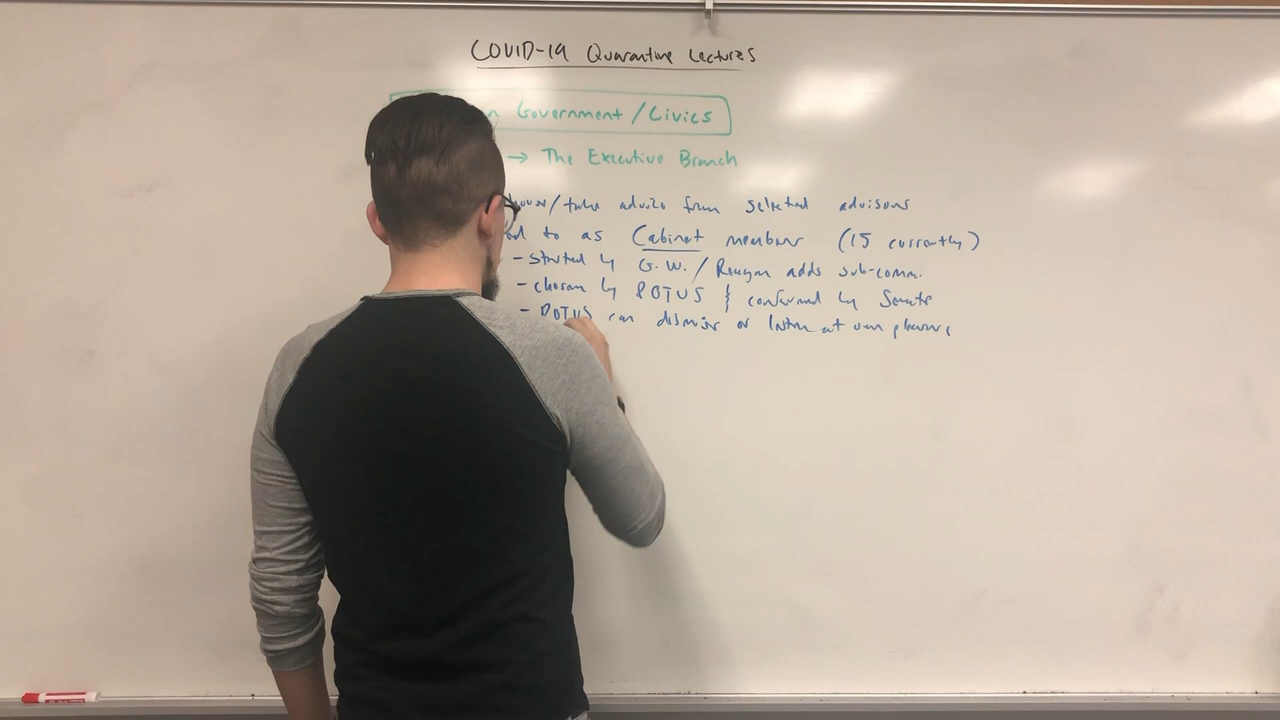 COVID-19 Quarantine Lectures
Government/Civics
→ The Executive Branch
/take advice from selected advisors
to as Cabinet members (15 currently)
- started by G.W./Reagan adds sub-comm.
- chosen by POTUS } confirmed by Senate
- POTUS can dismiss or listen at own pleasure